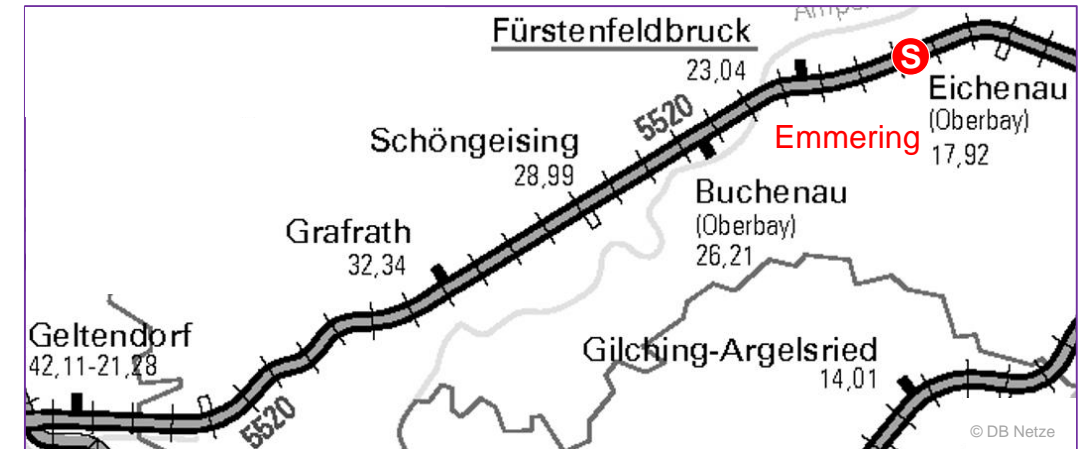 Amper
Fürstenfeldbruck
23,04
S
Eichenau
(Oberbay)
17,92
Emmering
5520
Schöngeising
28,99
Buchenau
(Oberbay)
26,21
Grafrath
32,34
Geltendorf
42,11-21,28
Gilching-Argelsried
14,01
5520
© DB Netze